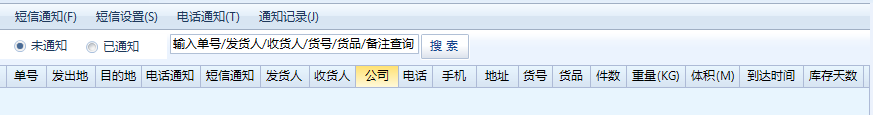 短信通知(F) 短信设置(S) 电话通知(T) 通知记录(J)
未通知 已通知 输入单号/发货人/收货人/货号/货品/备注查询 搜 索
单号 发出地 目的地 电话通知 短信通知 发货人 收货人 公司 电话 手机 地址 货号 货品 件数 重量(KG) 体积(M) 到达时间 库存天数